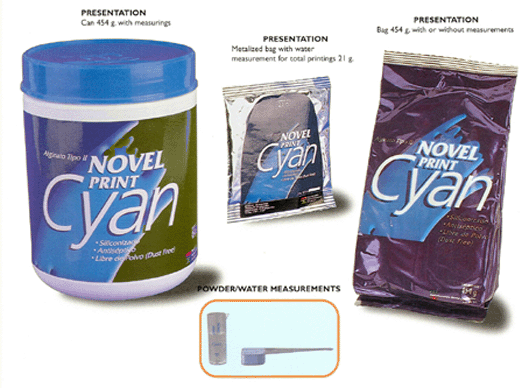 PRESENTATION
Can 454 g. with measurings
PRESENTATION
Metalized bag with water
measurement for total printings 21 g.
PRESENTATION
Bag 454 g. with or without measurements
Alginato Tipo II
NOVEL
PRINT
Cyan
• Siliconizado
• Antiséptico
• Libre de Polvo (Dust Free)
NOVEL
PRINT
Cyan
NOVEL
PRINT
Cyan
• Siliconizado
• Antiséptico
• Libre de Polvo
(Dust Free)
POWDER/WATER MEASUREMENTS